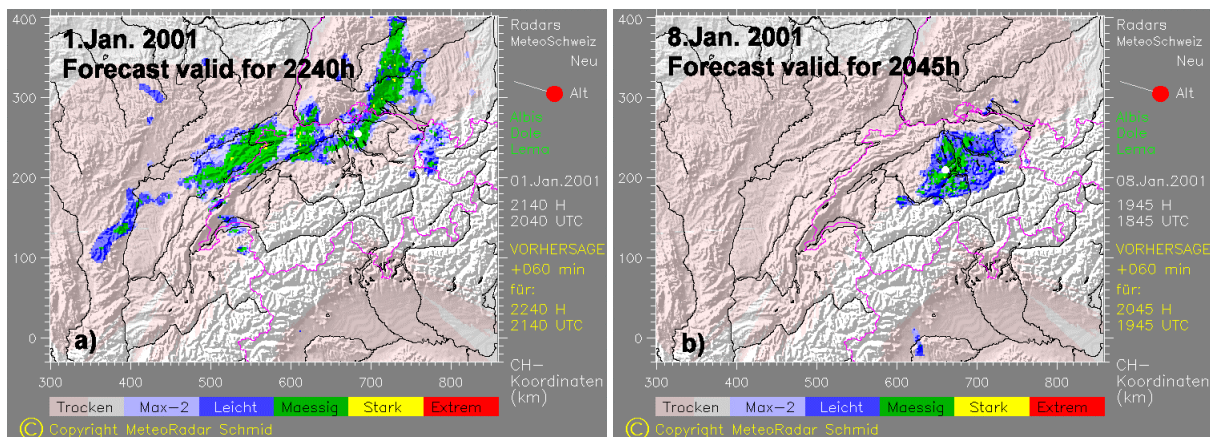 1.Jan. 2001
Forecast valid for 2240h
a)
400
300
200
100
0
300 400 500 600 700 800
Radars
MeteoSchweiz
Neu
Alt
Albis
Dole
Lema
01.Jan.2001
2140 H
2040 UTC
VORHERSAGE
+060 min
für:
2240 H
2140 UTC
CH-
Koordinaten
(km)
Trocken Max-2 Leicht Maessig Stark Extrem
© Copyright MeteoRadar Schmid
8.Jan. 2001
Forecast valid for 2045h
b)
400
300
200
100
0
300 400 500 600 700 800
Radars
MeteoSchweiz
Neu
Alt
Albis
Dole
Lema
08.Jan.2001
1945 H
1845 UTC
VORHERSAGE
+060 min
für:
2045 H
1945 UTC
CH-
Koordinaten
(km)
Trocken Max-2 Leicht Maessig Stark Extrem
© Copyright MeteoRadar Schmid